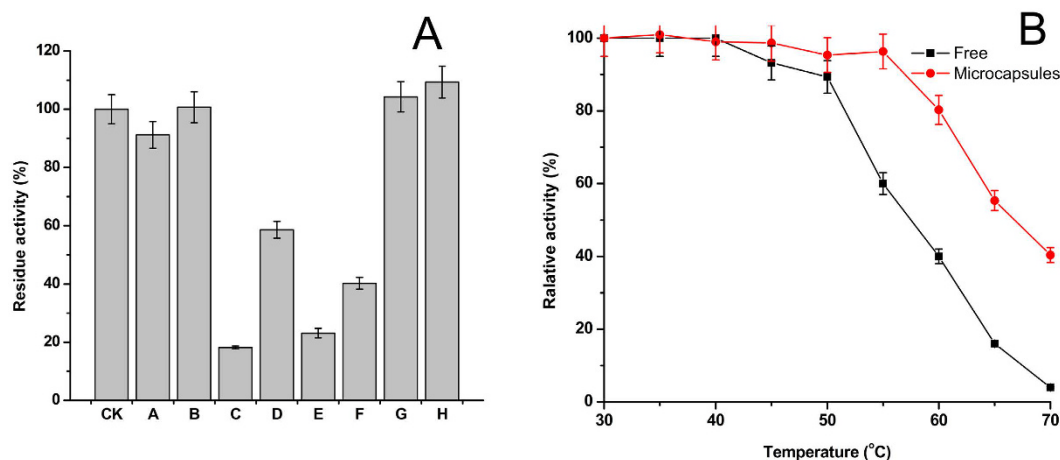 A
Residue activity (%)
120
100
80
60
40
20
0
CK A B C D E F G H
B
Free
Microcapsules
Ralative activity (%)
100
80
60
40
20
0
30 40 50 60 70
Temperature (°C)